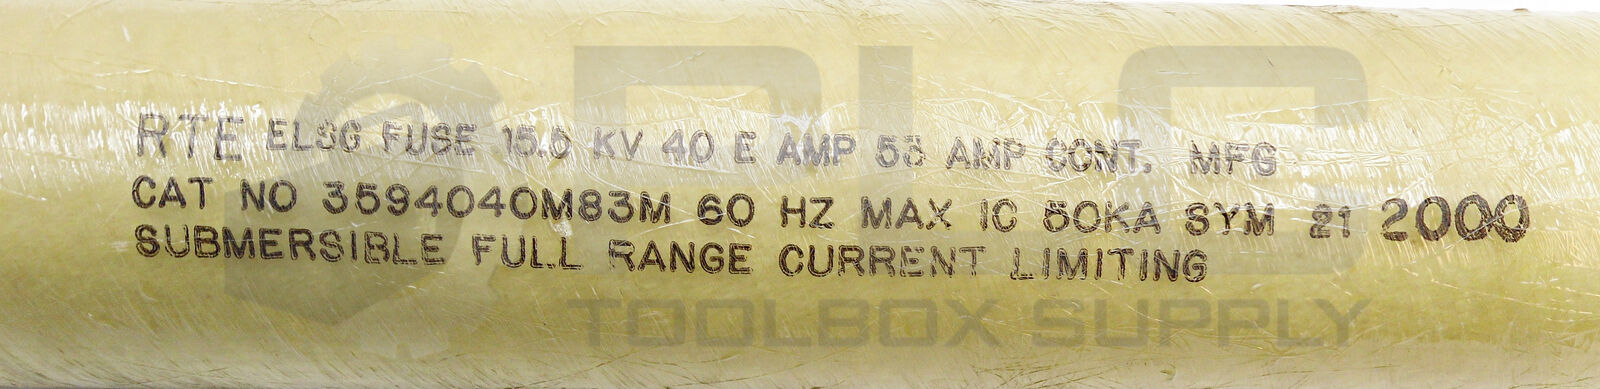 RTE ELSG FUSE 15.5 KV 40 E AMP 53 AMP CONT. MFG
CAT NO 3594040M83M 60 HZ MAX IC 50KA SYM 21 2000
SUBMERSIBLE FULL RANGE CURRENT LIMITING
PLC
TOOLBOX SUPPLY